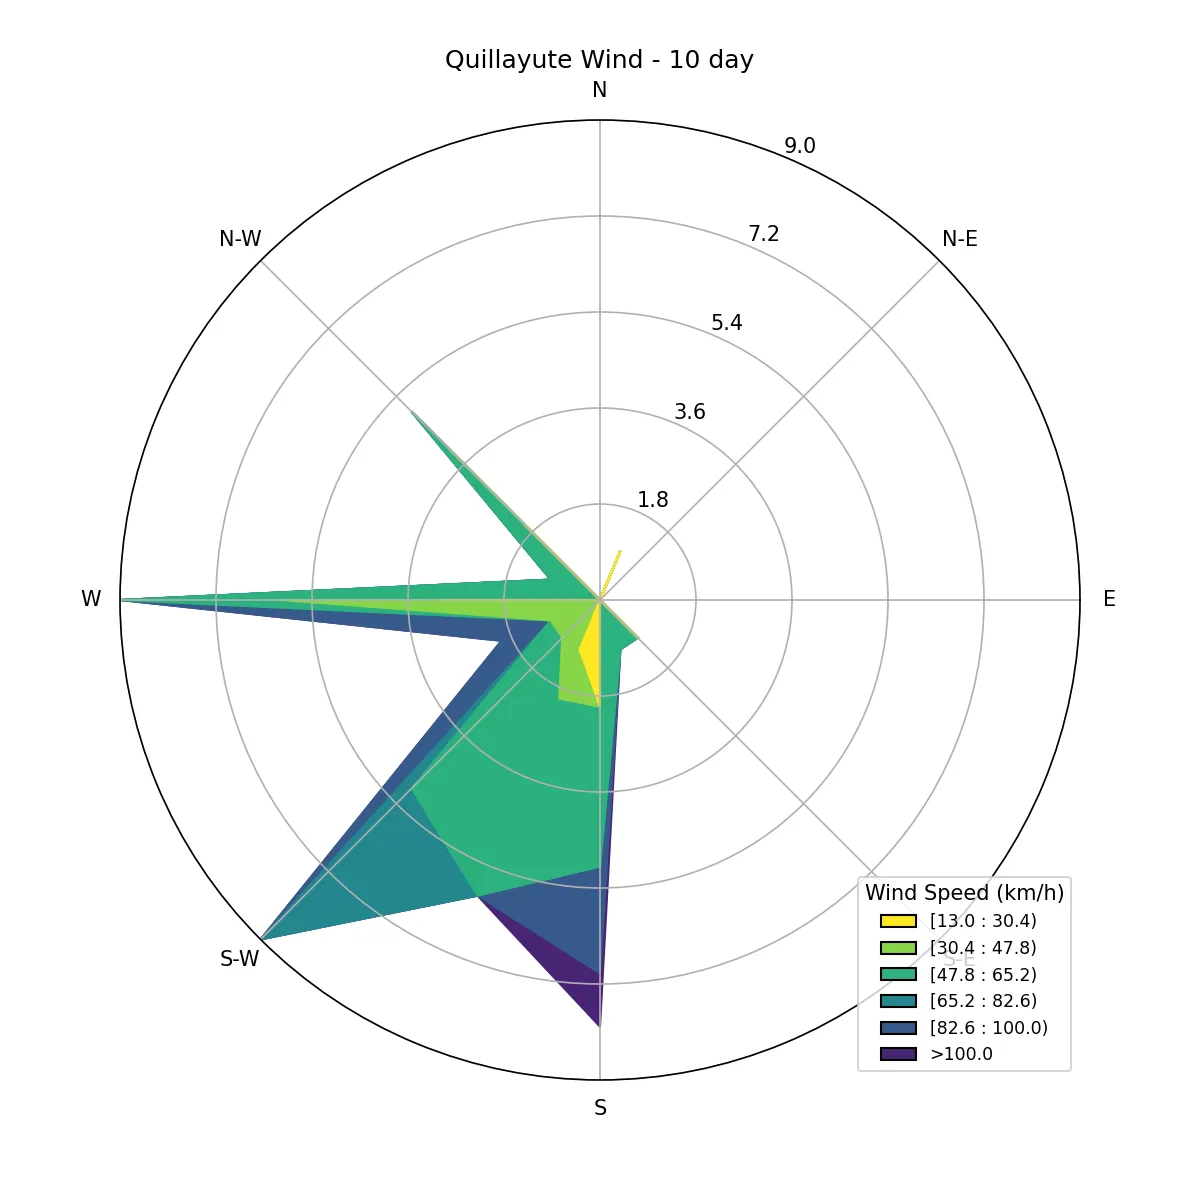 Quillayute Wind - 10 day
N
9.0
N-W
7.2
N-E
5.4
3.6
1.8
W
E
S-W
S-E
S
Wind Speed (km/h)
[13.0 : 30.4)
[30.4 : 47.8)
[47.8 : 65.2)
[65.2 : 82.6)
[82.6 : 100.0)
>100.0